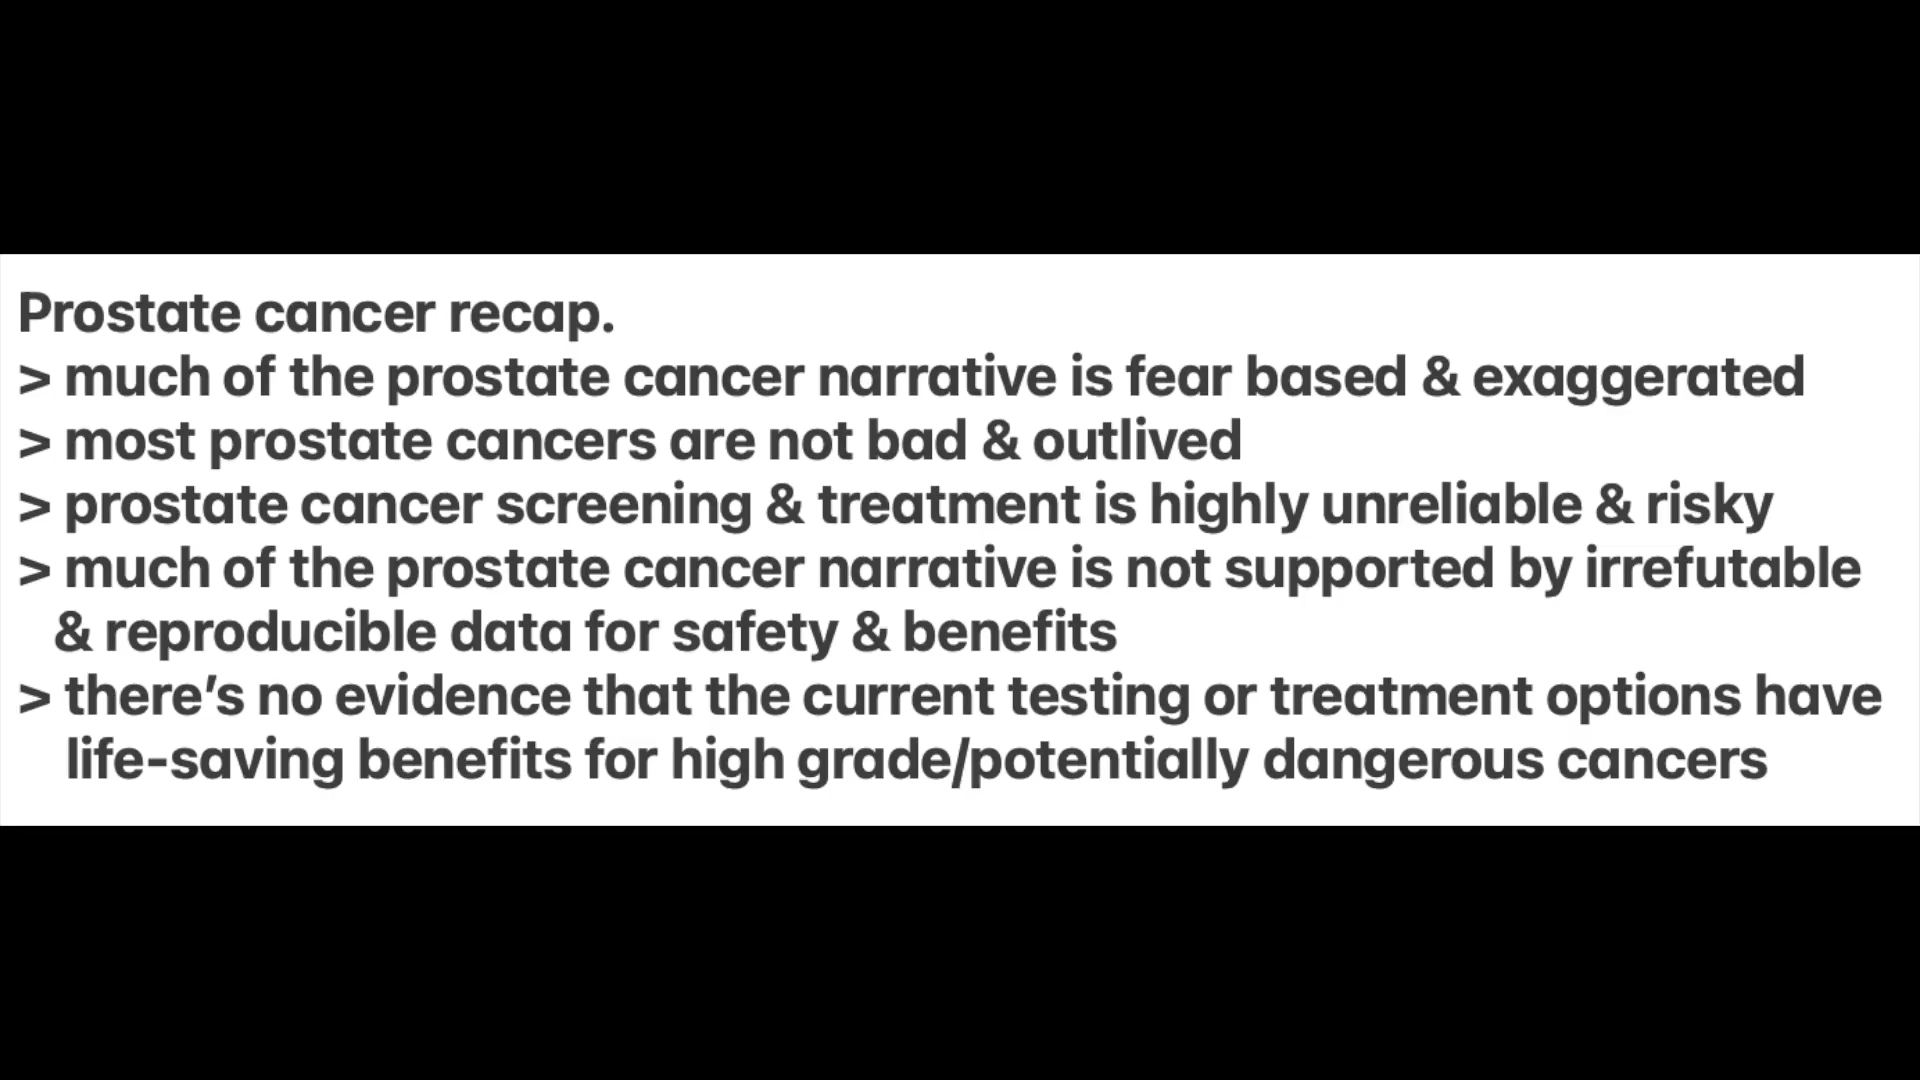 Prostate cancer recap.
> much of the prostate cancer narrative is fear based & exaggerated
> most prostate cancers are not bad & outlived
> prostate cancer screening & treatment is highly unreliable & risky
> much of the prostate cancer narrative is not supported by irrefutable
& reproducible data for safety & benefits
> there's no evidence that the current testing or treatment options have
life-saving benefits for high grade/potentially dangerous cancers